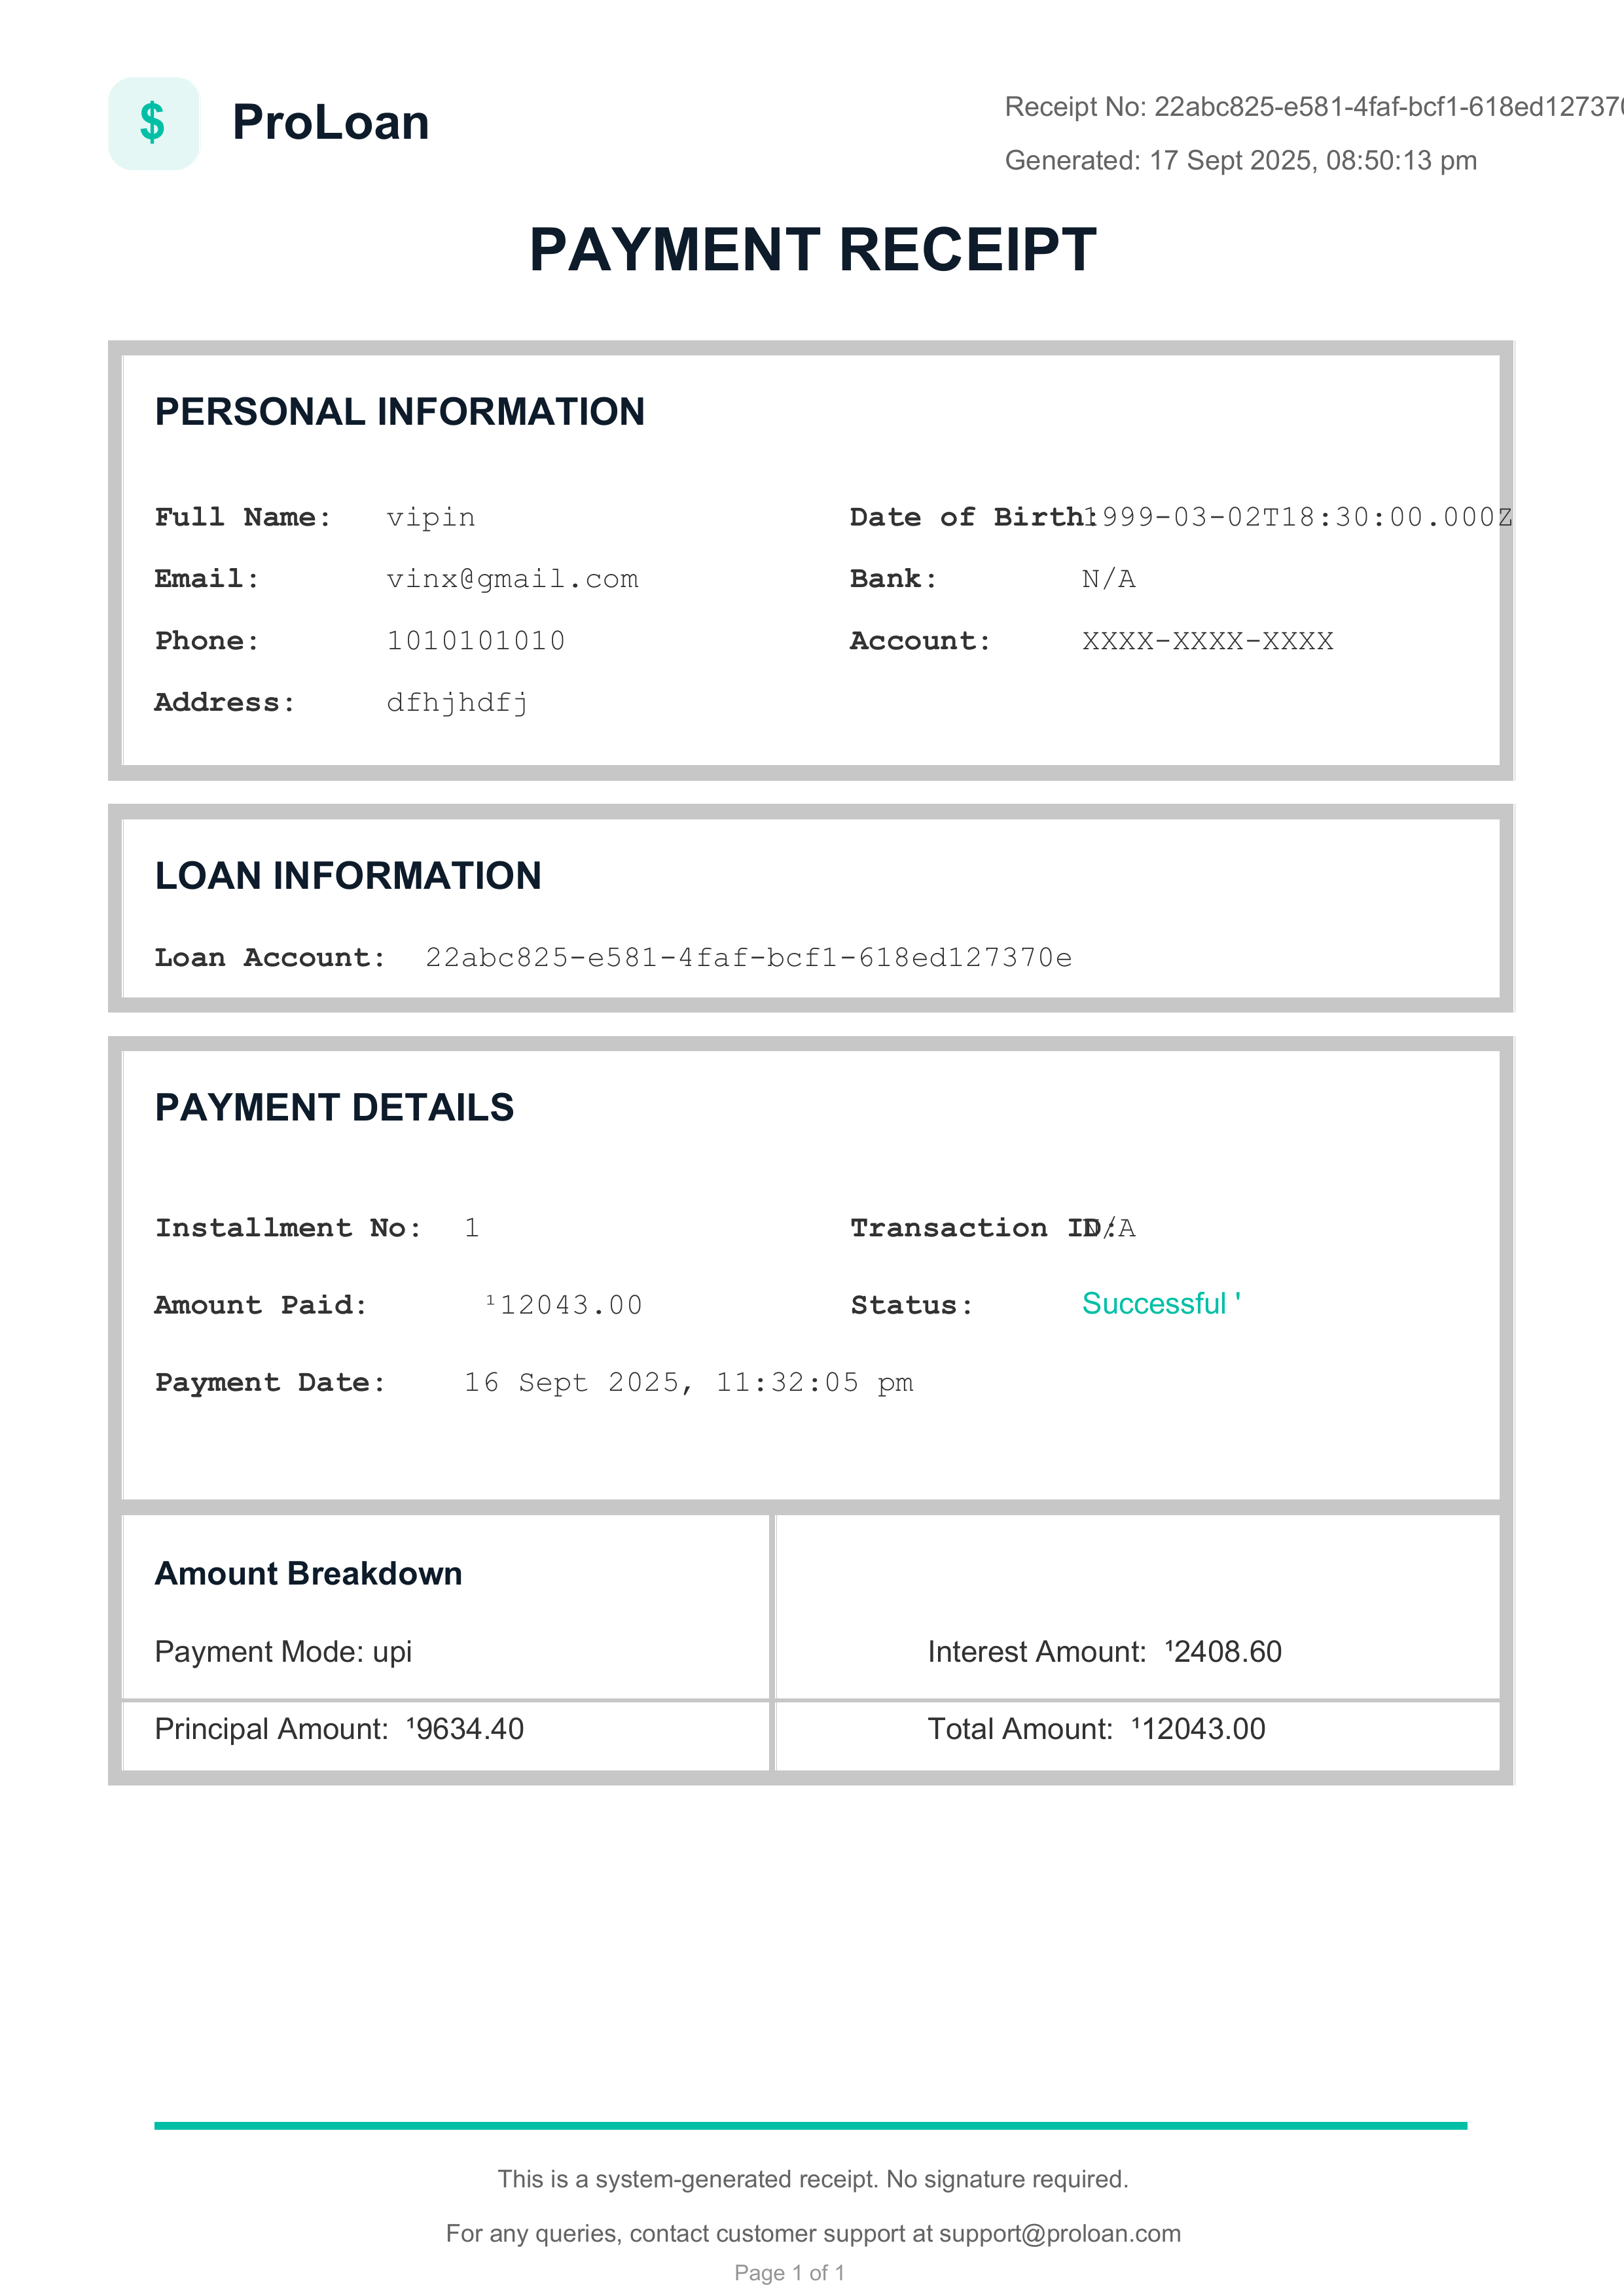 $ ProLoan
Receipt No: 22abc825-e581-4faf-bcf1-618ed127370
Generated: 17 Sept 2025, 08:50:13 pm
PAYMENT RECEIPT
PERSONAL INFORMATION
Full Name: vipin Date of Birth: 1999-03-02T18:30:00.000Z
Email: vinx@gmail.com Bank: N/A
Phone: 1010101010 Account: XXXX-XXXX-XXXX
Address: dfhjhdfj
LOAN INFORMATION
Loan Account: 22abc825-e581-4faf-bcf1-618ed127370e
PAYMENT DETAILS
Installment No: 1 Transaction ID: N/A
Amount Paid: ¹12043.00 Status: Successful '
Payment Date: 16 Sept 2025, 11:32:05 pm
Amount Breakdown
Payment Mode: upi Interest Amount: ¹2408.60
Principal Amount: ¹9634.40 Total Amount: ¹12043.00
This is a system-generated receipt. No signature required.
For any queries, contact customer support at support@proloan.com
Page 1 of 1